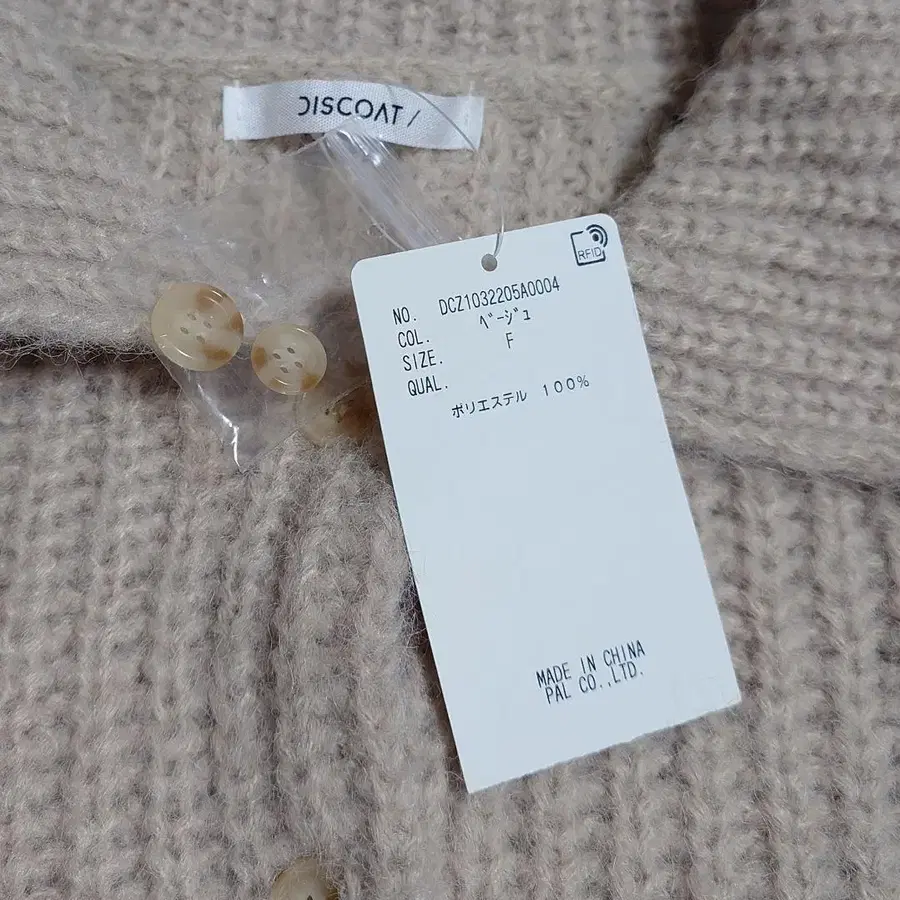 DISCOAT /
RFID
NO. DCZ1032205A0004
COL. ﾍﾞｰｼﾞｭ
SIZE. F
QUAL.
ポリエステル 100%
MADE IN CHINA
PAL CO.,LTD.